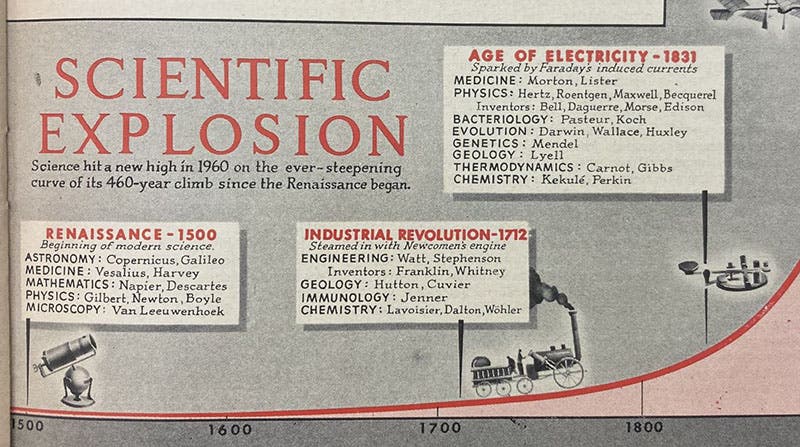 SCIENTIFIC
EXPLOSION
Science hit a new high in 1960 on the ever-steepening
curve of its 460-year climb since the Renaissance began.
AGE OF ELECTRICITY - 1831
Sparked by Faraday's induced currents
MEDICINE: Morton, Lister
PHYSICS: Hertz, Roentgen, Maxwell, Becquerel
Inventors: Bell, Daguerre, Morse, Edison
BACTERIOLOGY: Pasteur, Koch
EVOLUTION: Darwin, Wallace, Huxley
GENETICS: Mendel
GEOLOGY: Lyell
THERMODYNAMICS: Carnot, Gibbs
CHEMISTRY: Kekulé, Perkin
RENAISSANCE - 1500
Beginning of modern science.
ASTRONOMY: Copernicus, Galileo
MEDICINE: Vesalius, Harvey
MATHEMATICS: Napier, Descartes
PHYSICS: Gilbert, Newton, Boyle
MICROSCOPY: Van Leeuwenhoek
INDUSTRIAL REVOLUTION-1712
Steamed in with Newcomen's engine
ENGINEERING: Watt, Stephenson
Inventors: Franklin, Whitney
GEOLOGY: Hutton, Cuvier
IMMUNOLOGY: Jenner
CHEMISTRY: Lavoisier, Dalton, Wöhler
1500 1600 1700 1800